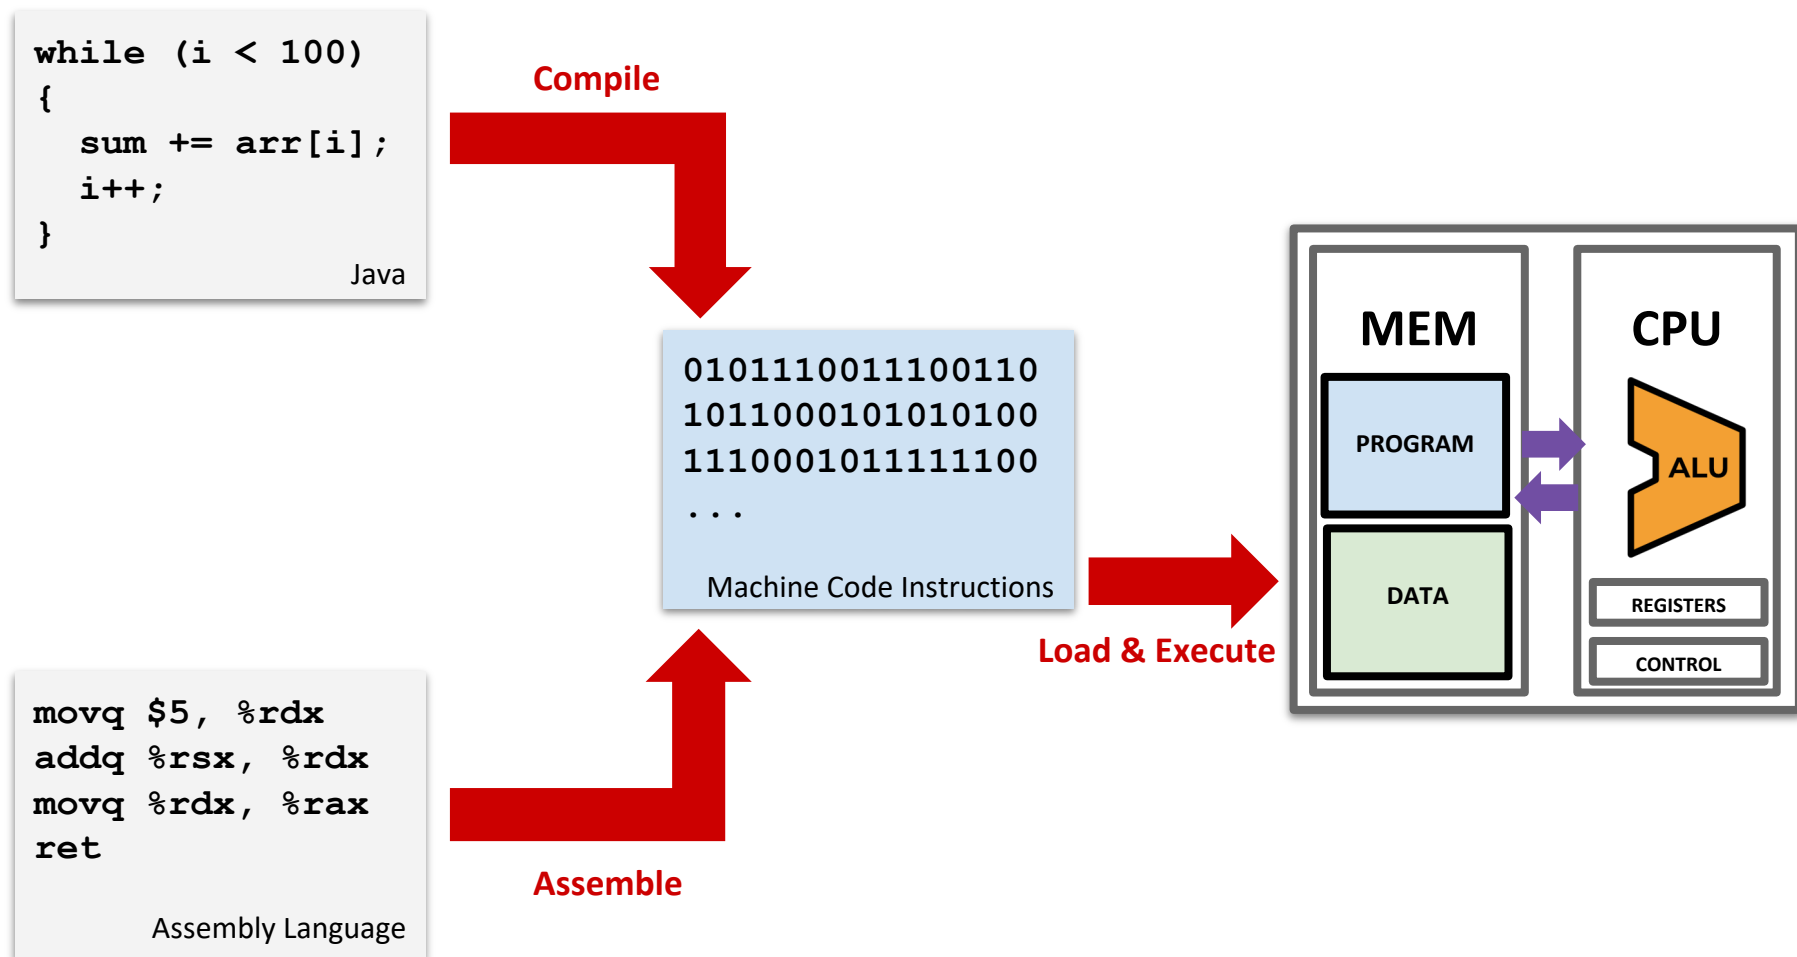 while (i < 100)
{
  sum += arr[i];
  i++;
}
Java
Compile
0101110011100110
1011000101010100
1110001011111100
...
Machine Code Instructions
movq $5, %rdx
addq %rsx, %rdx
movq %rdx, %rax
ret
Assembly Language
Assemble
Load & Execute
MEM
PROGRAM
DATA
CPU
ALU
REGISTERS
CONTROL